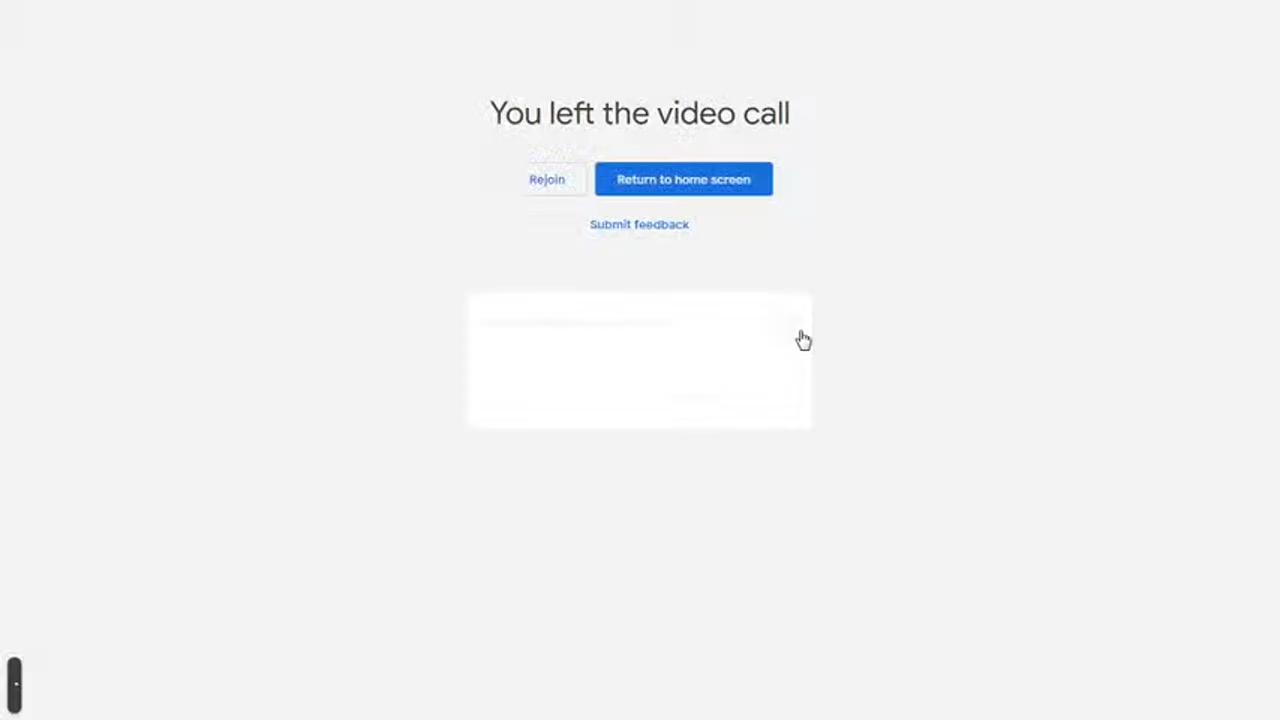 You left the video call
Rejoin
Return to home screen
Submit feedback